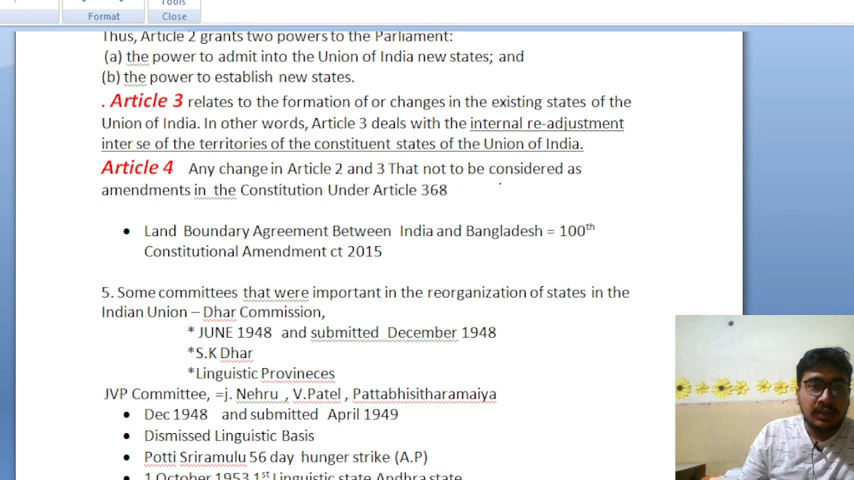 Tools
Format
Close
Thus, Article 2 grants two powers to the Parliament:
(a) the power to admit into the Union of India new states; and
(b) the power to establish new states.
. Article 3 relates to the formation of or changes in the existing states of the
Union of India. In other words, Article 3 deals with the internal re-adjustment
inter se of the territories of the constituent states of the Union of India.
Article 4 Any change in Article 2 and 3 That not to be considered as
amendments in the Constitution Under Article 368
• Land Boundary Agreement Between India and Bangladesh = 100th
Constitutional Amendment ct 2015
5. Some committees that were important in the reorganization of states in the
Indian Union – Dhar Commission,
* JUNE 1948 and submitted December 1948
*S.K Dhar
*Linguistic Provineces
JVP Committee, =j. Nehru , V.Patel , Pattabhisitharamaiya
• Dec 1948 and submitted April 1949
• Dismissed Linguistic Basis
• Potti Sriramulu 56 day hunger strike (A.P)
• 1 October 1953 1st Linguistic state Andhra state